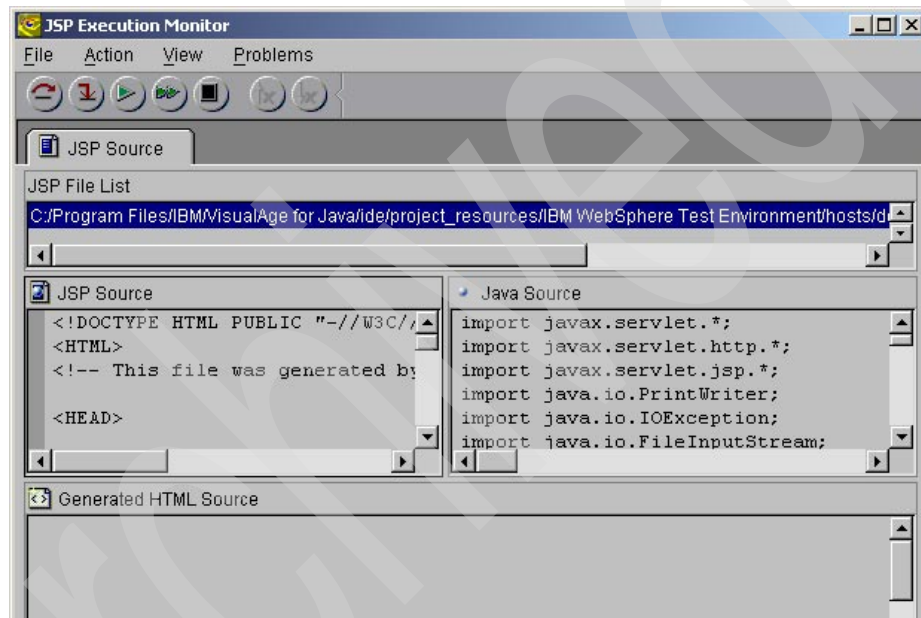 JSP Execution Monitor
File Action View Problems
JSP Source
JSP File List
C:/Program Files/IBM/VisualAge for Java/ide/project_resources/IBM WebSphere Test Environment/hosts/d
JSP Source
<!DOCTYPE HTML PUBLIC "-//W3C//
<HTML>
<!-- This file was generated by
<HEAD>
Java Source
import javax.servlet.*;
import javax.servlet.http.*;
import javax.servlet.jsp.*;
import java.io.PrintWriter;
import java.io.IOException;
import java.io.FileInputStream;
Generated HTML Source